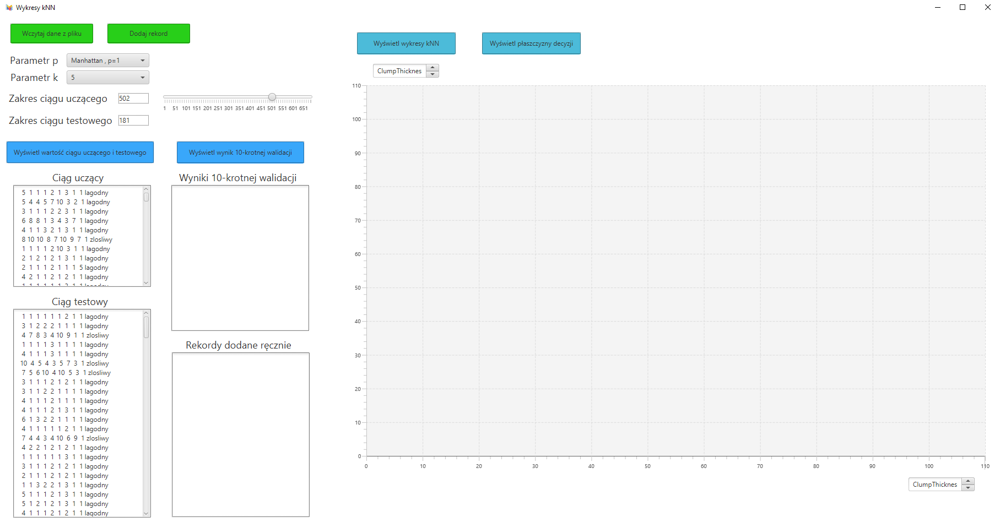 Wykresy kNN
Wczytaj dane z pliku
Dodaj rekord
Parametr p
Manhattan , p=1
Parametr k
5
Zakres ciągu uczącego
502
1 51 101 151 201 251 301 351 401 451 501 551 601 651
Zakres ciągu testowego
181
Wyświetl wartość ciągu uczącego i testowego
Wyświetl wynik 10-krotnej walidacji
Ciąg uczący
5 1 1 1 2 1 3 1 1 lagodny
5 4 4 5 7 10 3 2 1 lagodny
3 1 1 1 2 2 3 1 1 lagodny
6 8 8 1 3 4 3 7 1 lagodny
4 1 1 3 2 1 3 1 1 lagodny
8 10 10 8 7 10 9 7 1 zlosliwy
1 1 1 1 2 10 3 1 1 lagodny
2 1 2 1 2 1 3 1 1 lagodny
2 1 1 1 2 1 1 1 5 lagodny
4 2 1 1 2 1 2 1 1 lagodny
Ciąg testowy
1 1 1 1 1 1 2 1 1 lagodny
3 1 2 2 2 1 1 1 1 lagodny
4 7 8 3 4 10 9 1 1 zlosliwy
1 1 1 1 3 1 1 1 1 lagodny
4 1 1 1 3 1 1 1 1 lagodny
10 4 5 4 3 5 7 3 1 zlosliwy
7 5 6 10 4 10 5 3 1 zlosliwy
3 1 1 1 2 1 2 1 1 lagodny
3 1 1 2 2 1 1 1 1 lagodny
4 1 1 1 2 1 1 1 1 lagodny
4 1 1 1 2 1 3 1 1 lagodny
6 1 3 2 2 1 1 1 1 lagodny
4 1 1 1 1 1 2 1 1 lagodny
7 4 4 3 4 10 6 9 1 zlosliwy
4 2 2 1 2 1 2 1 1 lagodny
1 1 1 1 1 1 3 1 1 lagodny
3 1 1 1 2 1 2 1 1 lagodny
2 1 1 1 2 1 2 1 1 lagodny
1 1 3 2 2 1 3 1 1 lagodny
5 1 1 1 2 1 3 1 1 lagodny
5 1 2 1 2 1 3 1 1 lagodny
4 1 1 1 2 1 2 1 1 lagodny
Wyniki 10-krotnej walidacji
Rekordy dodane ręcznie
Wyświetl wykresy kNN
Wyświetl płaszczyzny decyzji
ClumpThicknes
110
100
90
80
70
60
50
40
30
20
10
0
0 10 20 30 40 50 60 70 80 90 100 110
ClumpThicknes